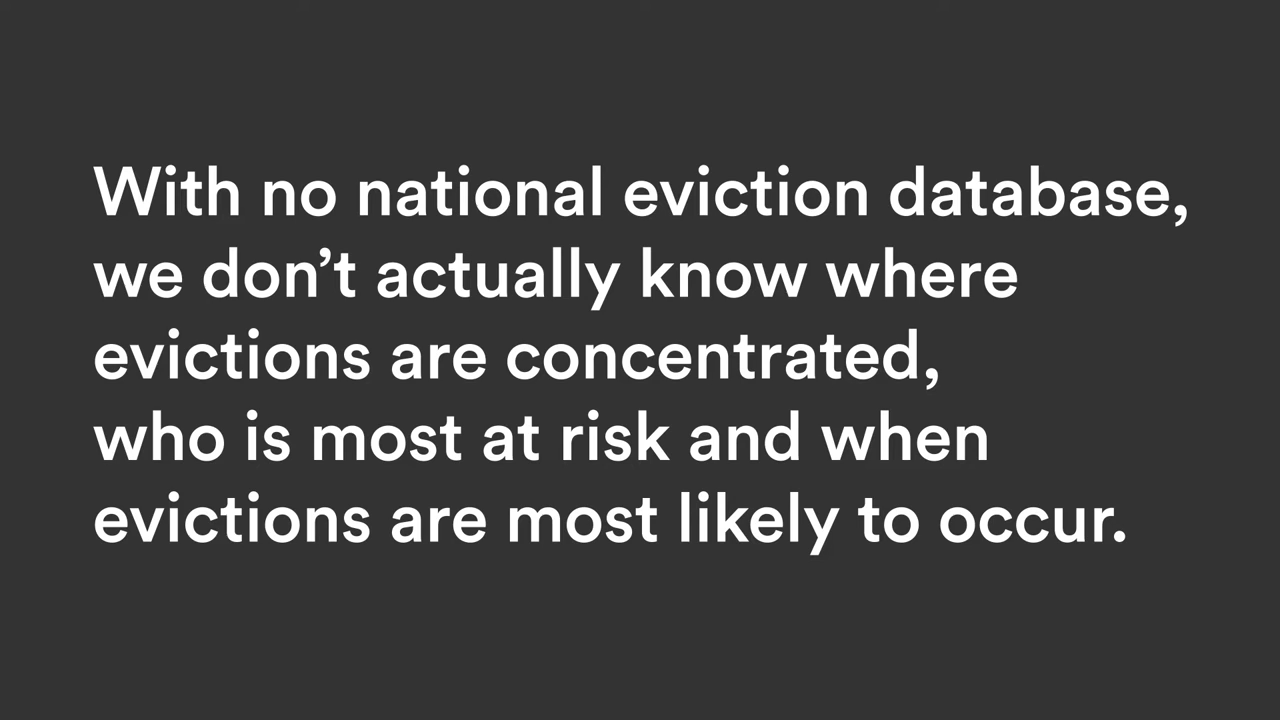 With no national eviction database,
we don’t actually know where
evictions are concentrated,
who is most at risk and when
evictions are most likely to occur.